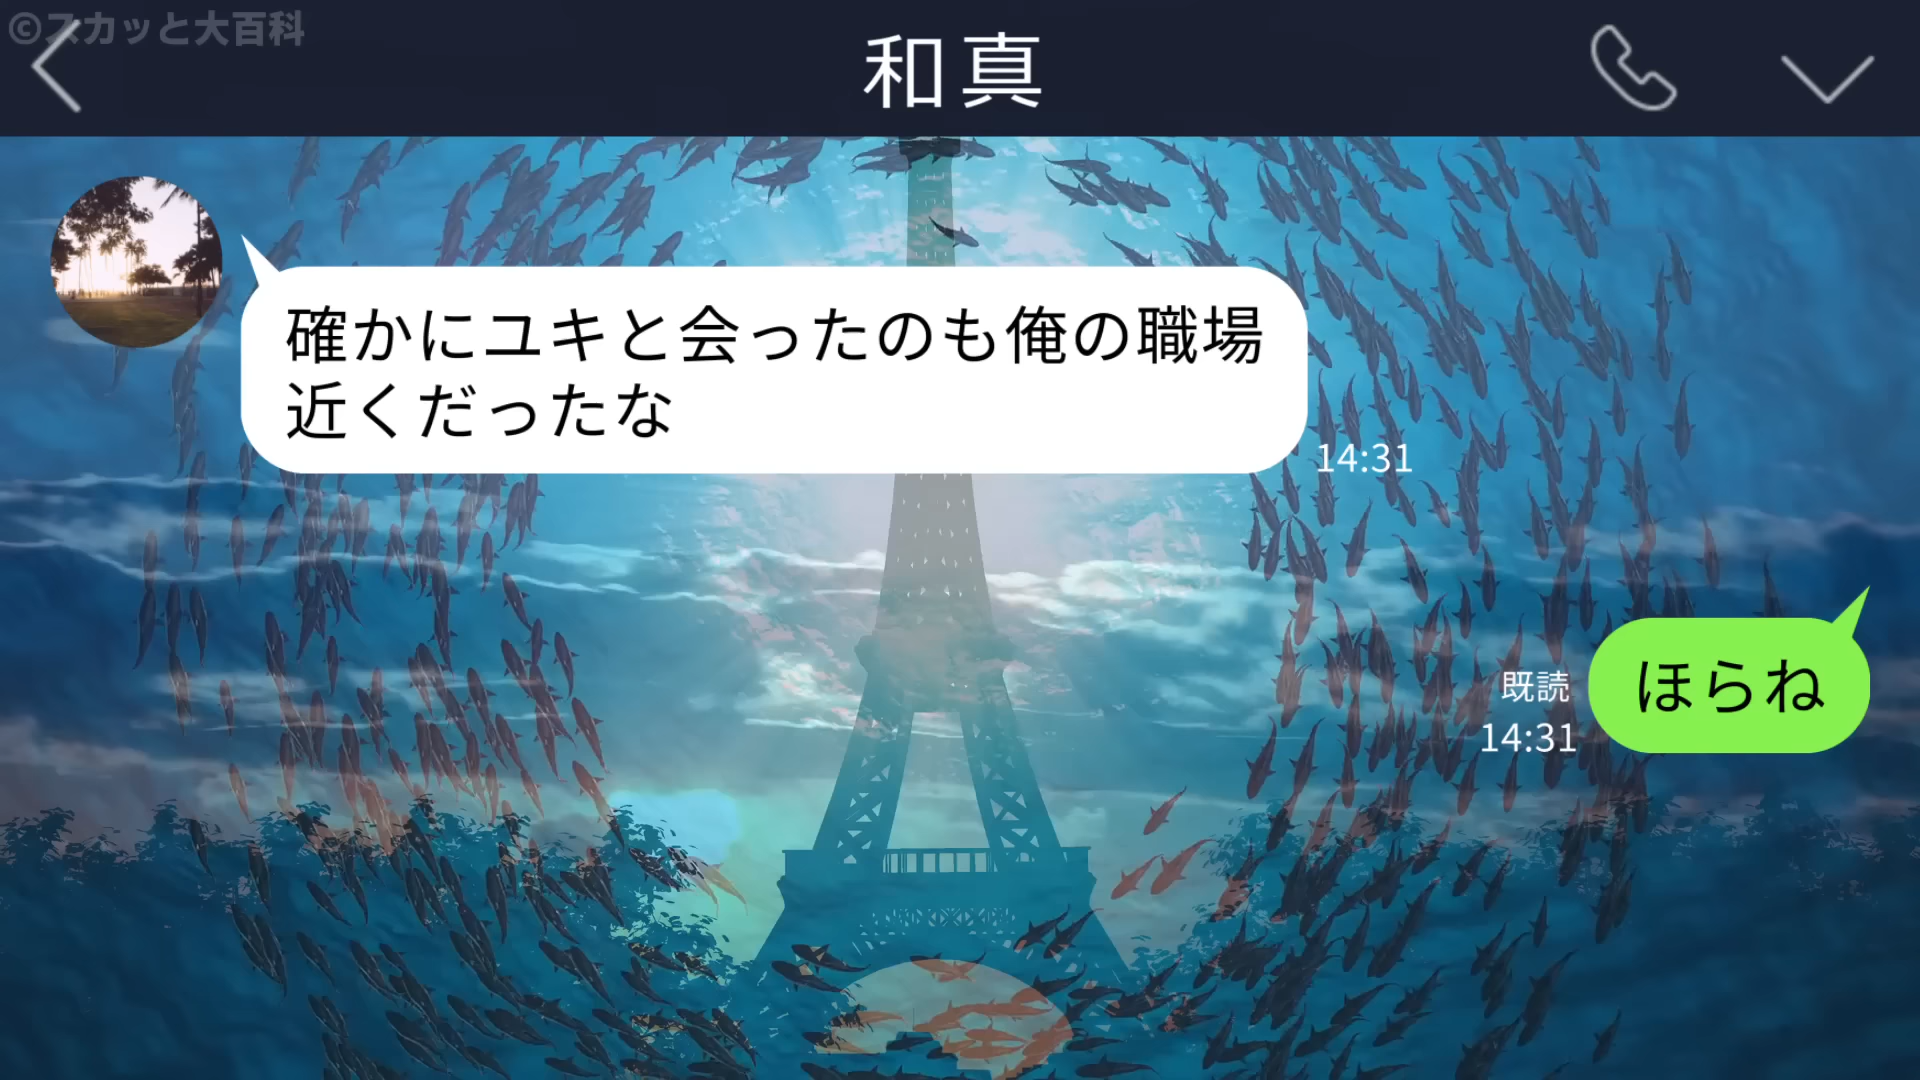 ©スカッと大百科
和真
確かにユキと会ったのも俺の職場
近くだったな
14:31
ほらね
既読
14:31